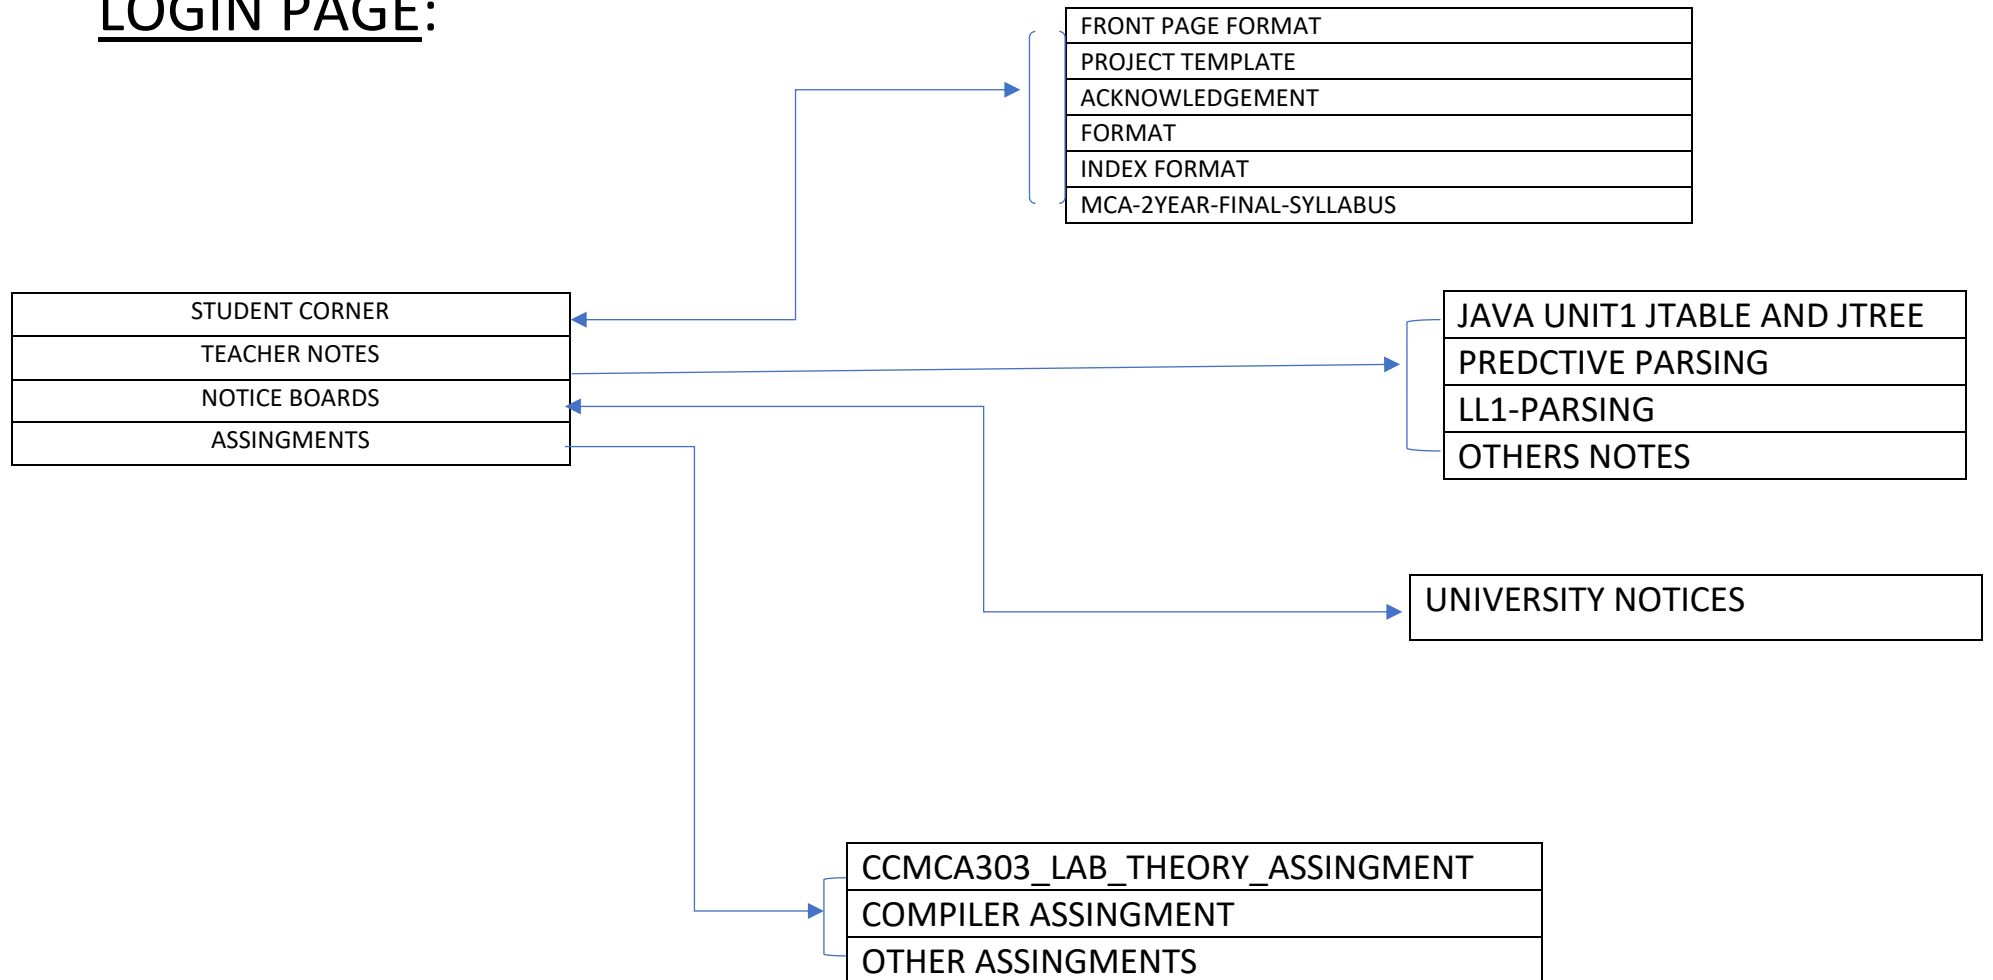 LOGIN PAGE:
FRONT PAGE FORMAT
PROJECT TEMPLATE
ACKNOWLEDGEMENT
FORMAT
INDEX FORMAT
MCA-2YEAR-FINAL-SYLLABUS
STUDENT CORNER
TEACHER NOTES
NOTICE BOARDS
ASSINGMENTS
JAVA UNIT1 JTABLE AND JTREE
PREDCTIVE PARSING
LL1-PARSING
OTHERS NOTES
UNIVERSITY NOTICES
CCMCA303_LAB_THEORY_ASSINGMENT
COMPILER ASSINGMENT
OTHER ASSINGMENTS